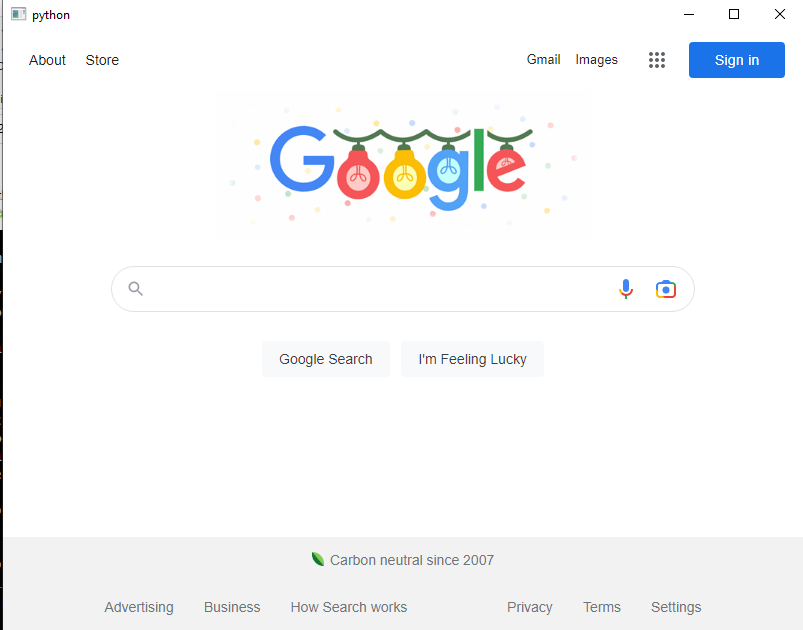 python
About Store Gmail Images Sign in
Google
Google Search I'm Feeling Lucky
Carbon neutral since 2007
Advertising Business How Search works Privacy Terms Settings